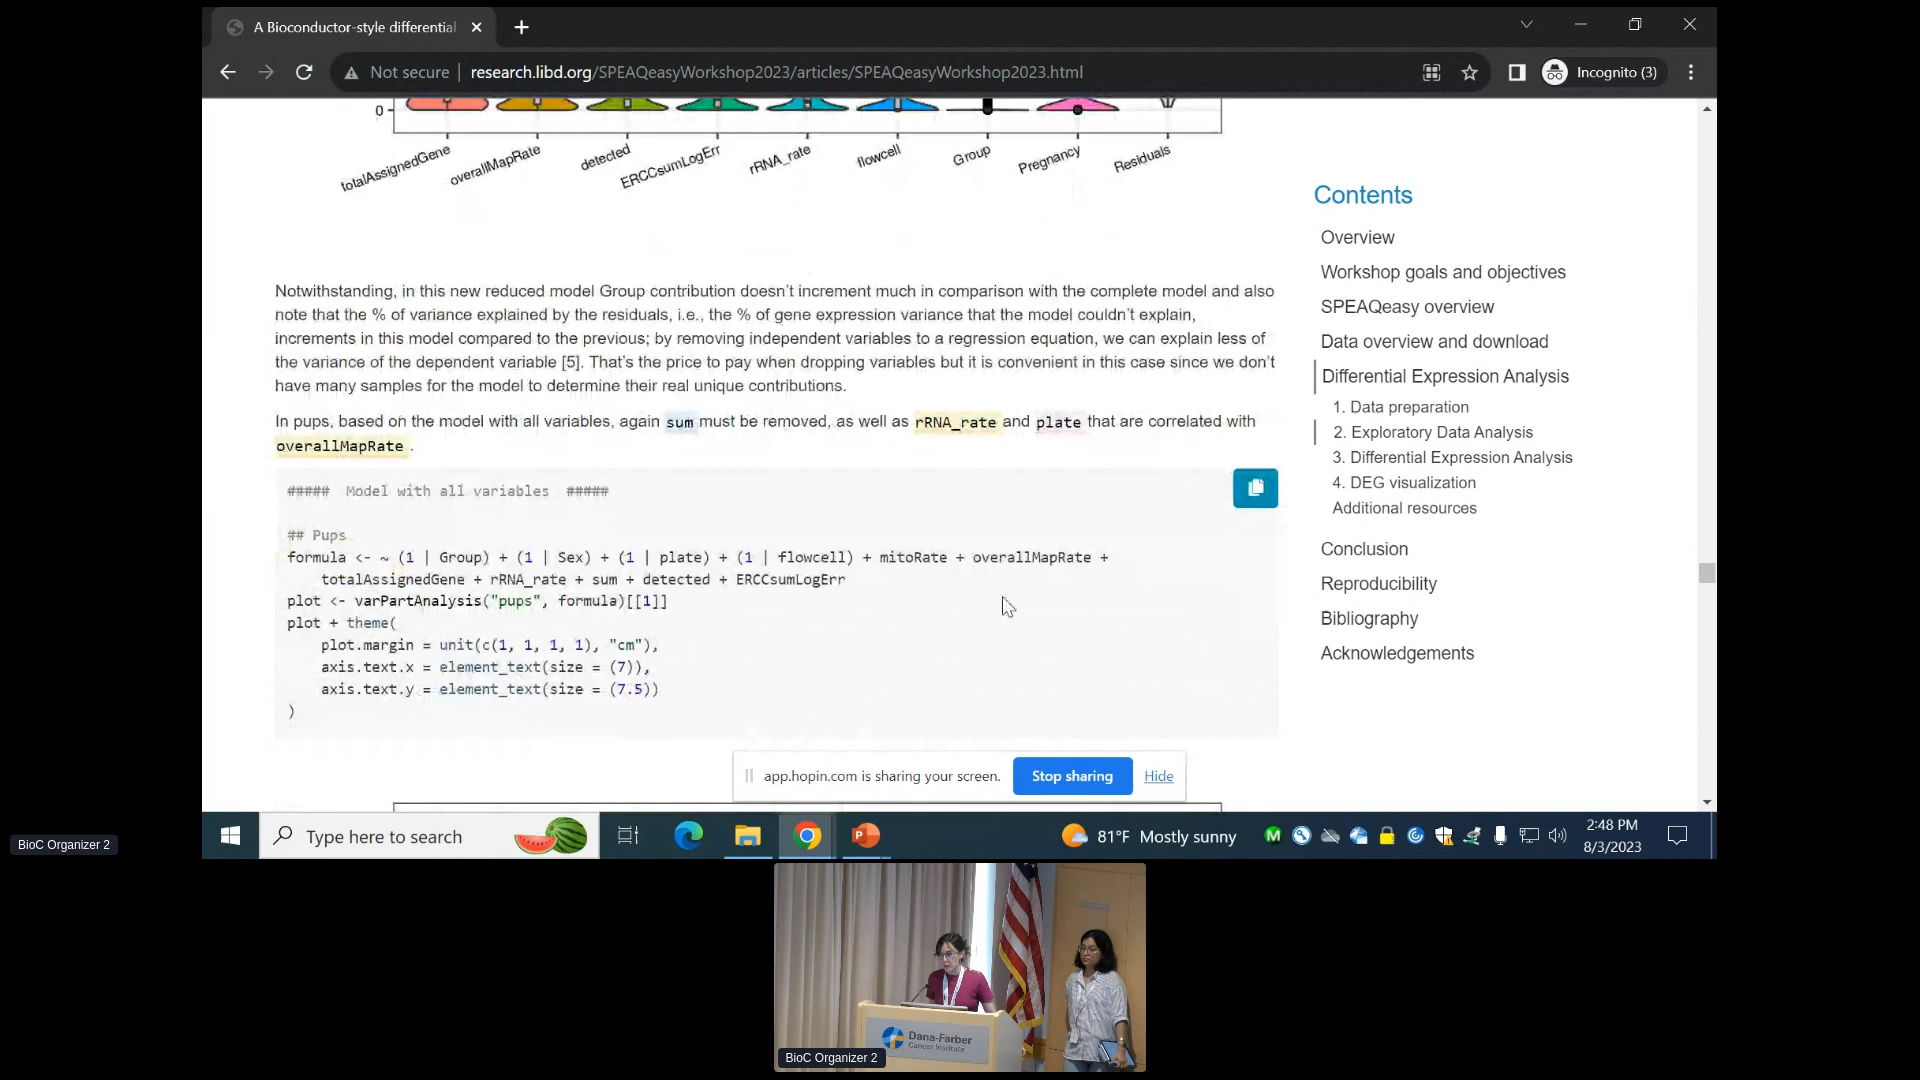 A Bioconductor-style differential
Not secure
research.libd.org/SPEAQeasyWorkshop2023/articles/SPEAQeasyWorkshop2023.html
Incognito (3)
0
totalAssignedGene
overallMapRate
detected
ERCCsumLogErr
rRNA_rate
flowcell
Group
Pregnancy
Residuals
Notwithstanding, in this new reduced model Group contribution doesn't increment much in comparison with the complete model and also
note that the % of variance explained by the residuals, i.e., the % of gene expression variance that the model couldn't explain,
increments in this model compared to the previous; by removing independent variables to a regression equation, we can explain less of
the variance of the dependent variable [5]. That's the price to pay when dropping variables but it is convenient in this case since we don't
have many samples for the model to determine their real unique contributions.
In pups, based on the model with all variables, again sum must be removed, as well as rRNA_rate and plate that are correlated with
overallMapRate .
##### Model with all variables #####
## Pups
formula <- ~ (1 | Group) + (1 | Sex) + (1 | plate) + (1 | flowcell) + mitoRate + overallMapRate +
totalAssignedGene + rRNA_rate + sum + detected + ERCCsumLogErr
plot <- varPartAnalysis("pups", formula)[[1]]
plot + theme(
plot.margin = unit(c(1, 1, 1, 1), "cm"),
axis.text.x = element_text(size = (7)),
axis.text.y = element_text(size = (7.5))
)
Contents
Overview
Workshop goals and objectives
SPEAQeasy overview
Data overview and download
Differential Expression Analysis
1. Data preparation
2. Exploratory Data Analysis
3. Differential Expression Analysis
4. DEG visualization
Additional resources
Conclusion
Reproducibility
Bibliography
Acknowledgements
app.hopin.com is sharing your screen.
Stop sharing
Hide
Type here to search
81°F Mostly sunny
2:48 PM
8/3/2023
BioC Organizer 2
Dana-Farber
Cancer Institute
BioC Organizer 2